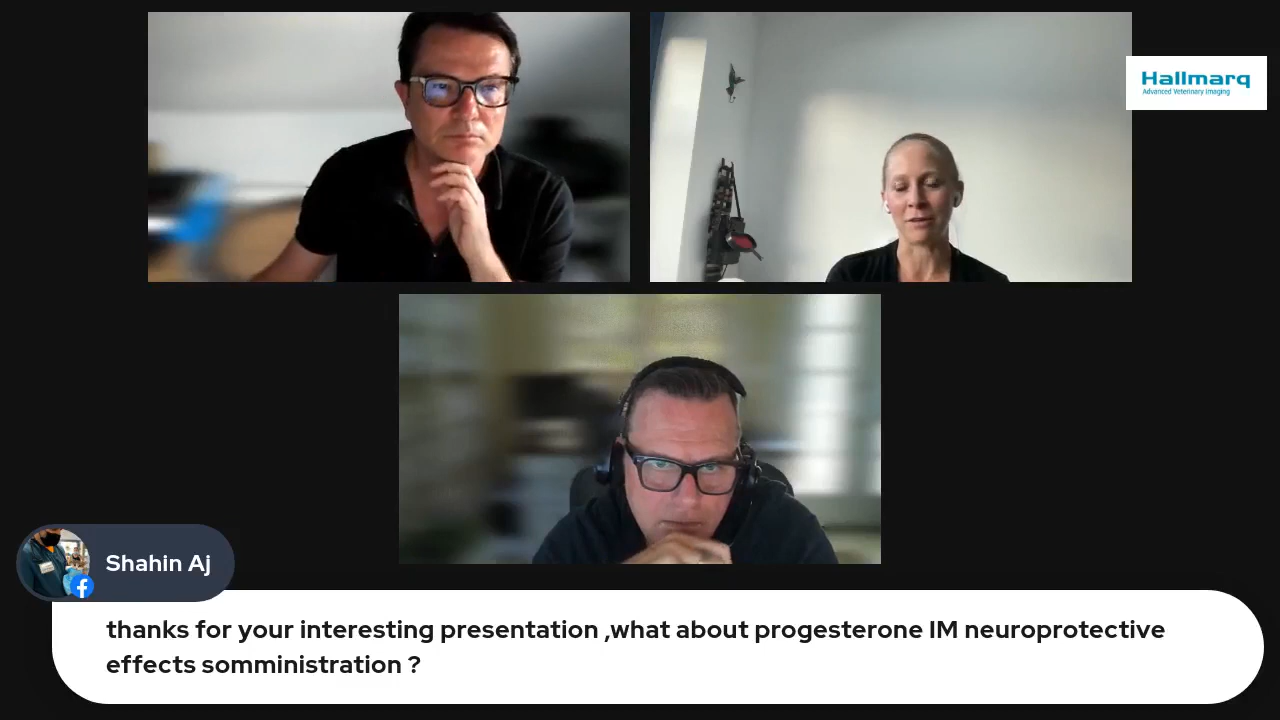 Hallmarq
Advanced Veterinary Imaging
Shahin Aj
thanks for your interesting presentation ,what about progesterone IM neuroprotective
effects somministration ?